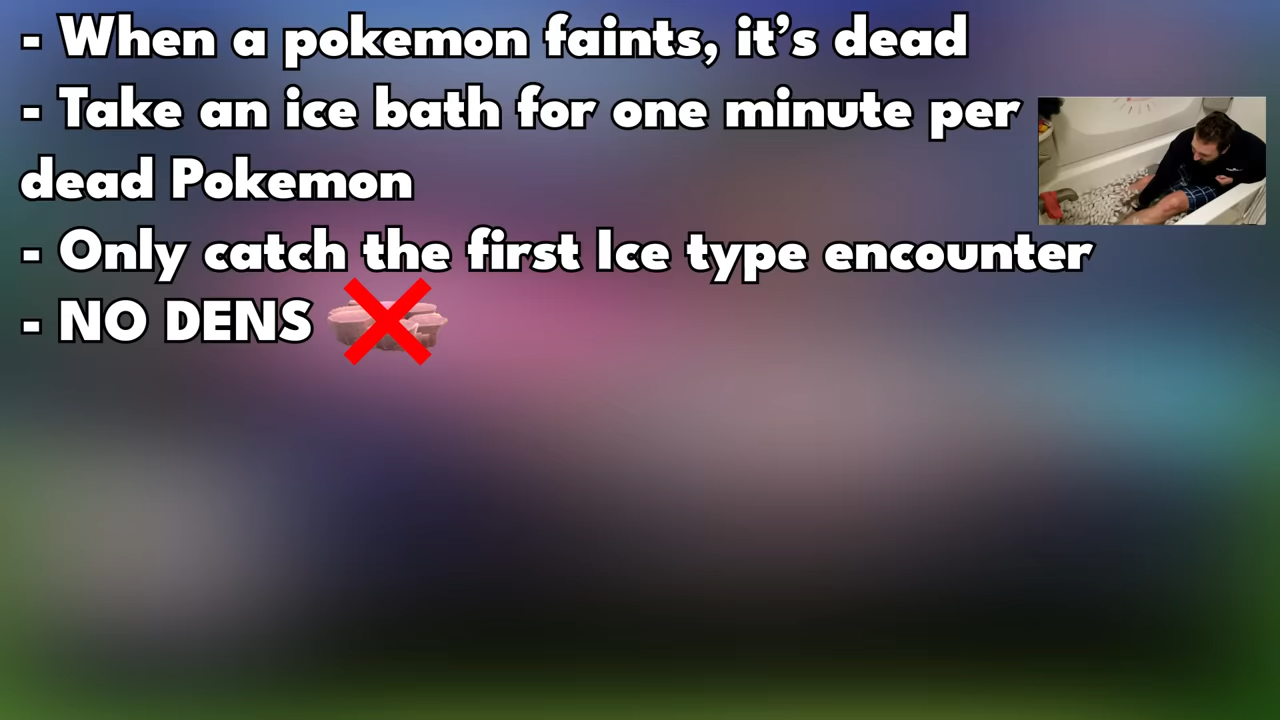 - When a pokemon faints, it’s dead
- Take an ice bath for one minute per
dead Pokemon
- Only catch the first Ice type encounter
- NO DENS